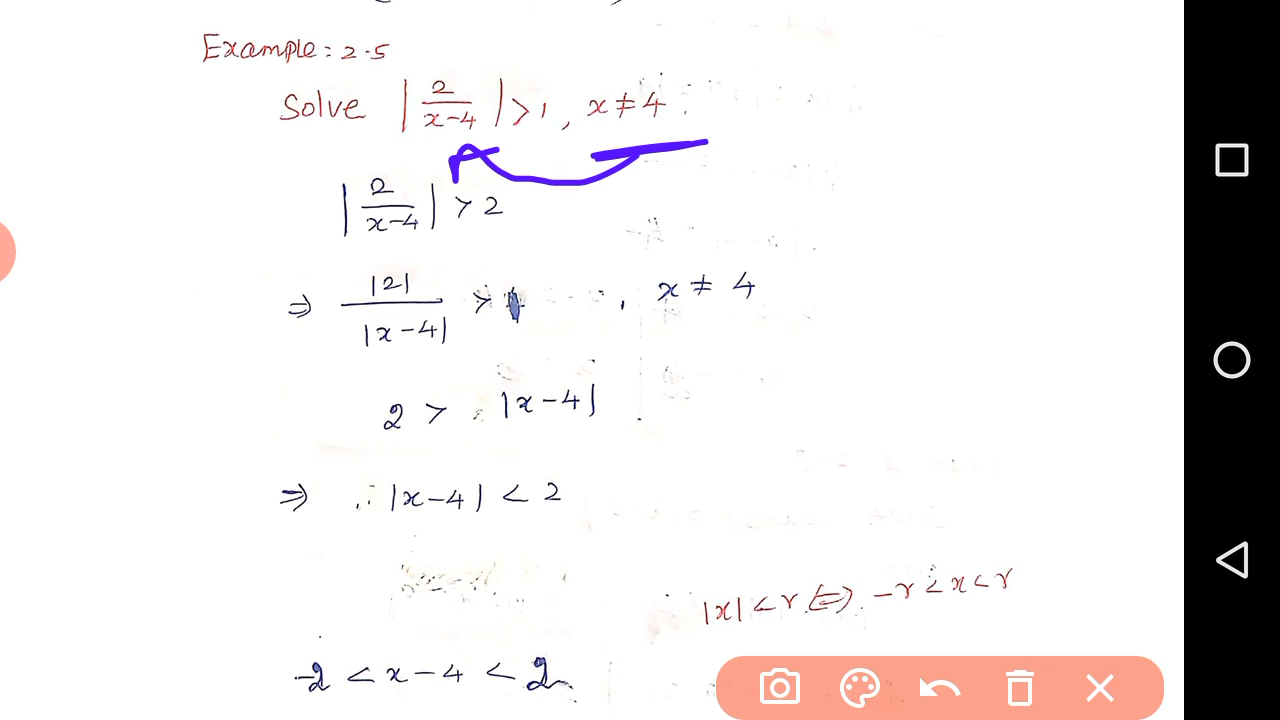 Example: 2.5
Solve |2/(x-4)| > 1, x ≠ 4.
|2/(x-4)| > 2
⇒ |2|/|x-4| > 1, x ≠ 4
2 > |x-4|
⇒ ∴ |x-4| < 2
|x| < r ⇔ -r < x < r
-2 < x-4 < 2